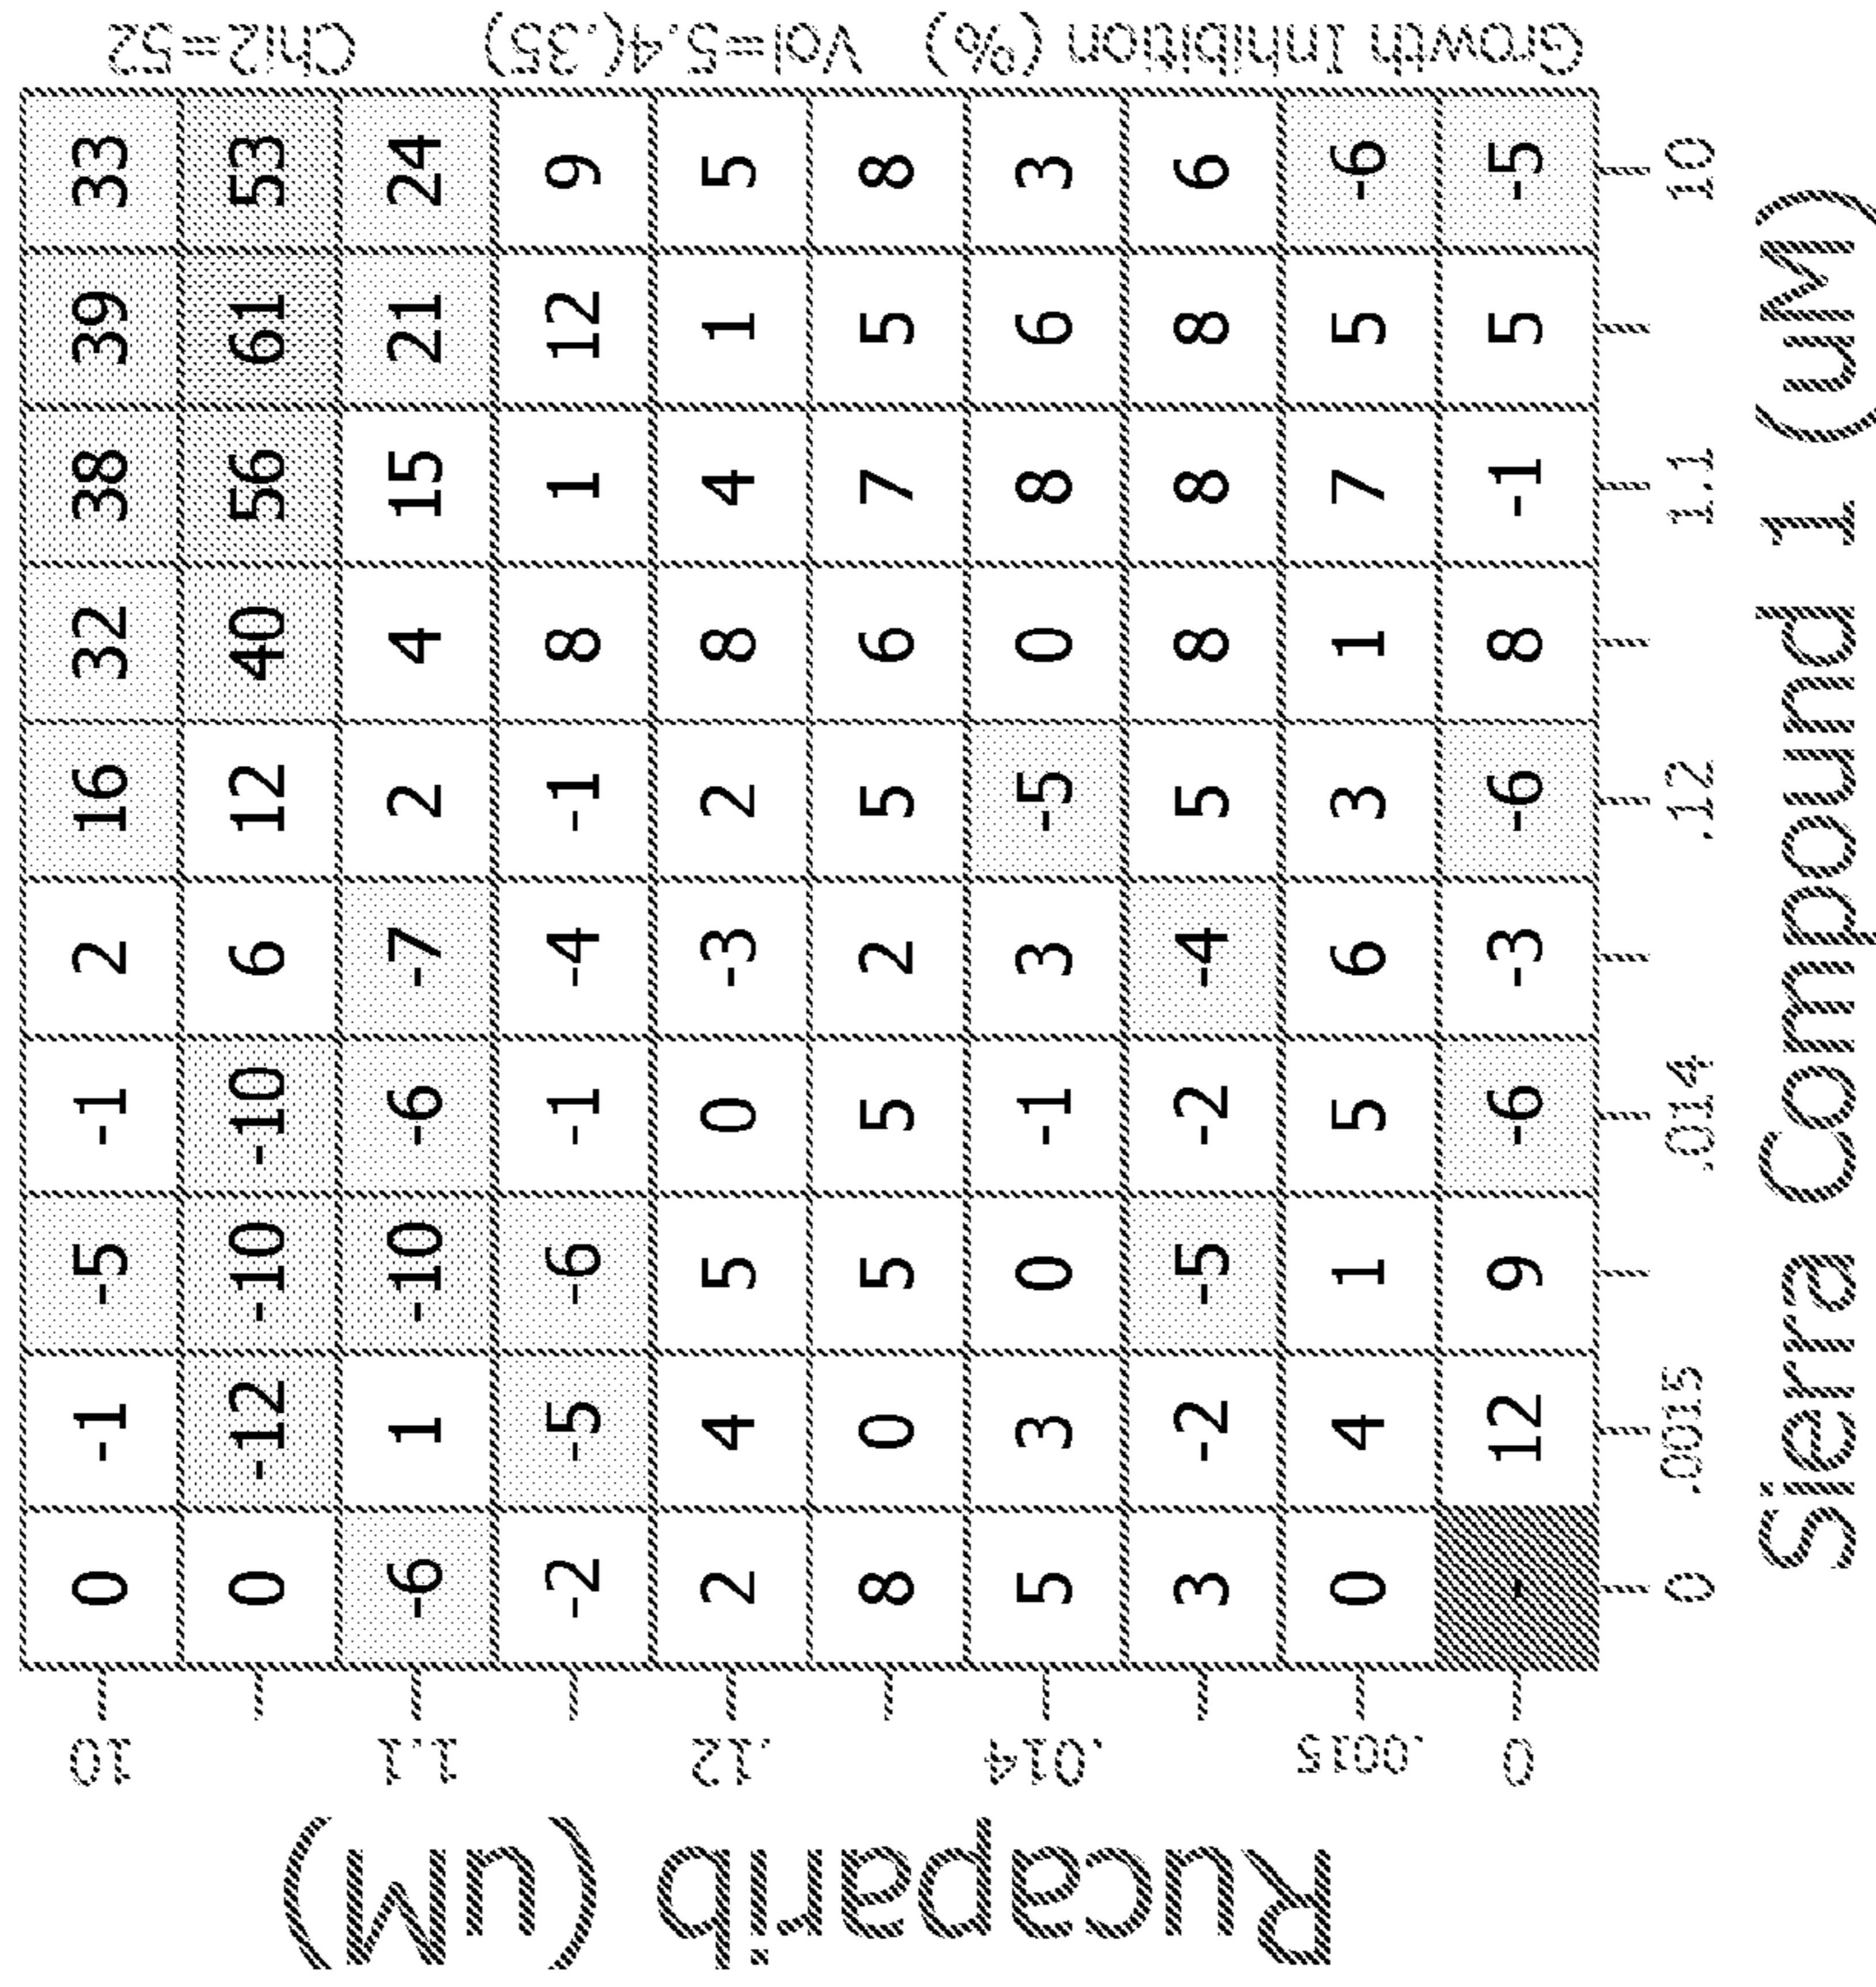 Rucaparib (uM)
10 0 -1 -5 -1 2 16 32 38 39 33
0 -12 -10 -10 6 12 40 56 61 53
1.1 -6 1 -10 -6 -7 2 4 15 21 24
-2 -5 -6 -1 -4 -1 8 1 12 9
.12 2 4 5 0 -3 2 8 4 1 5
8 0 5 5 2 5 6 7 5 8
.014 5 3 0 -1 3 -5 0 8 6 3
3 -2 -5 -2 -4 5 8 8 8 6
.0015 0 4 1 5 6 3 1 7 5 -6
0 - 12 9 -6 -3 -6 8 -1 5 -5
0 .0015 .014 .12 1.1 10
Sierra Compound 1 (uM)
Growth Inhibition (%) Vol=5.4(.35) Chi2=52